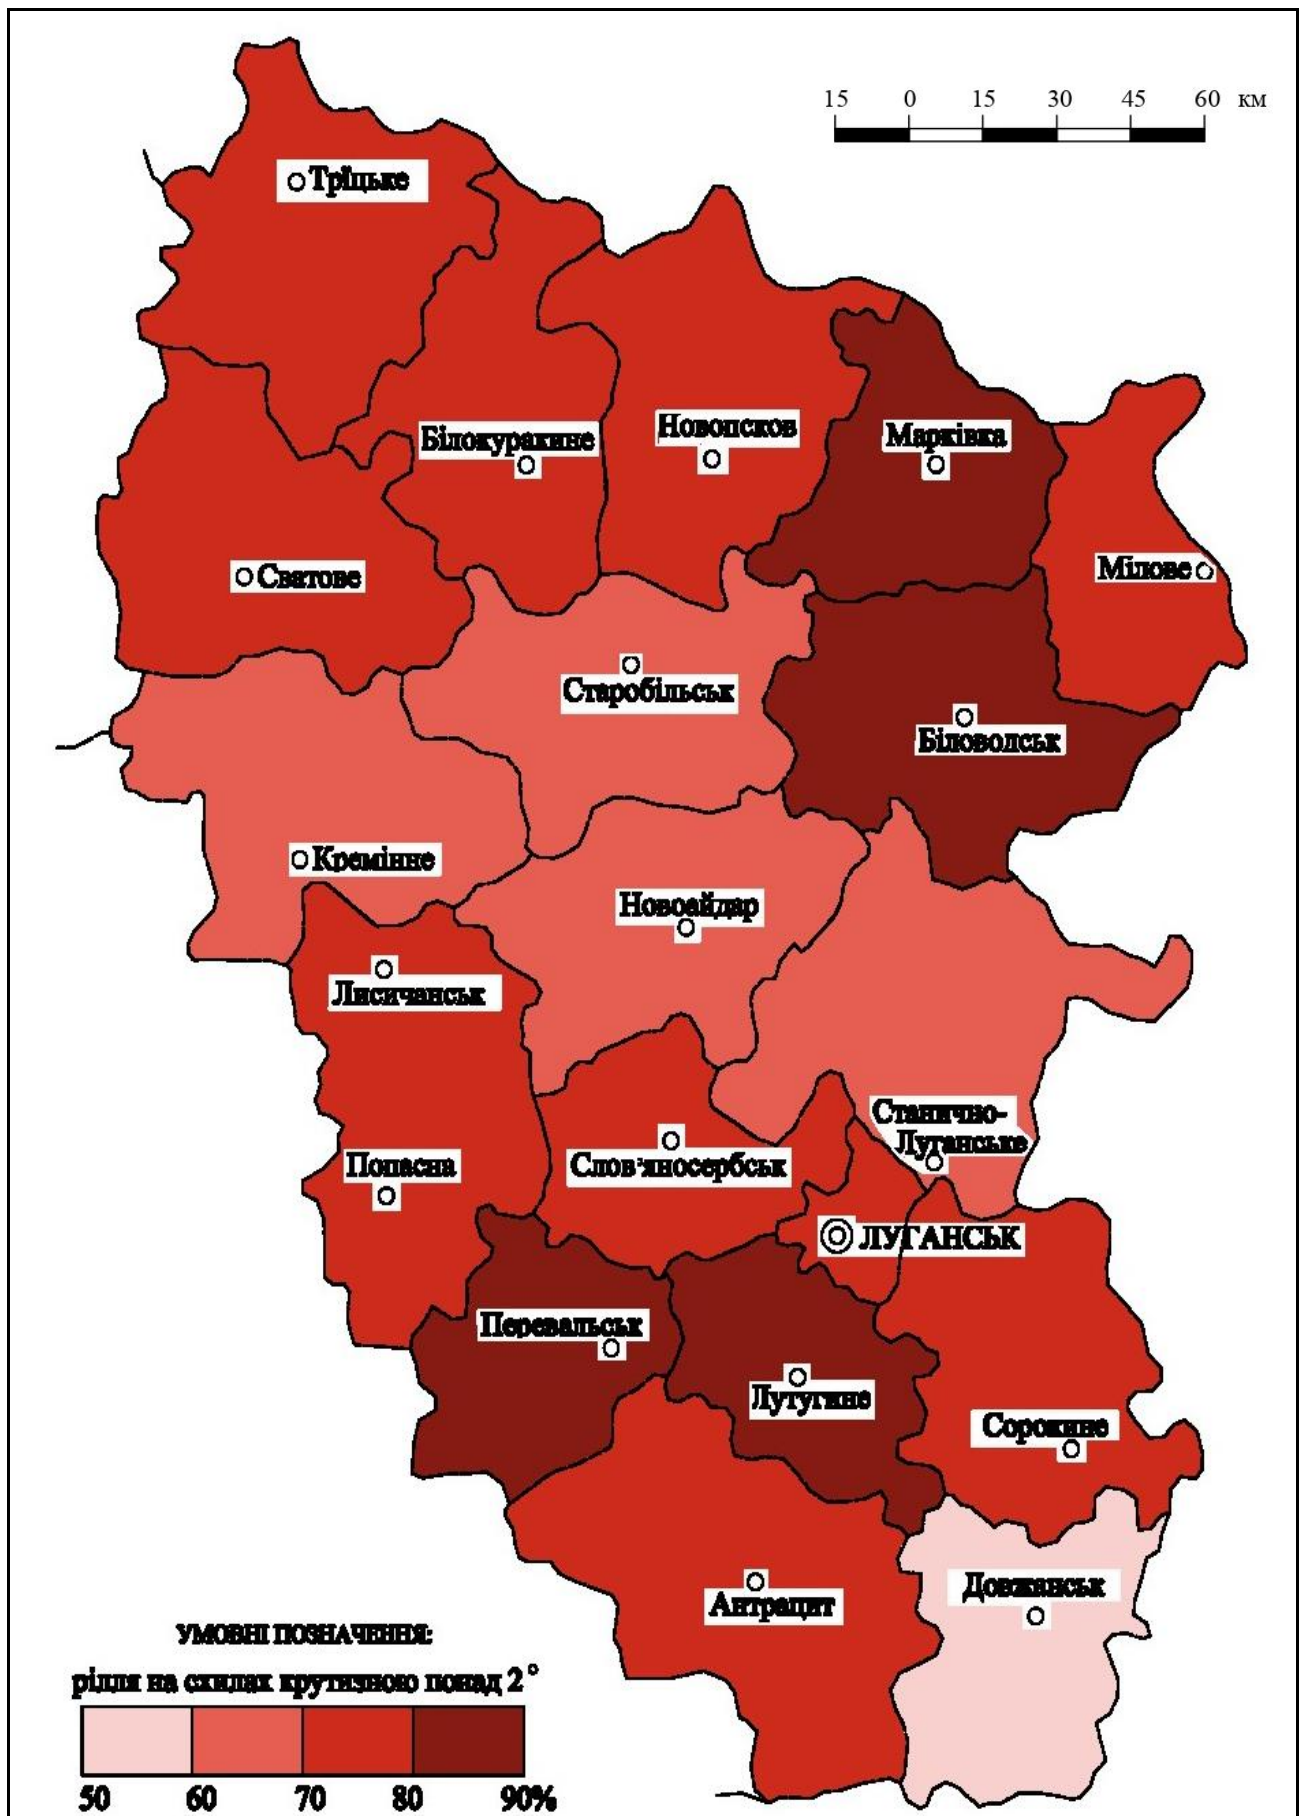 15 0 15 30 45 60 км
Тріцьке
Білокуракине
Новопсков
Марківка
Мілове
Сватове
Старобільськ
Біловодськ
Кремінне
Новоайдар
Лисичанськ
Станично-
Луганське
Попасна
Слов'яносербськ
ЛУГАНСЬК
Перевальськ
Лутугине
Сорокине
Антрацит
Довжанськ
УМОВНІ ПОЗНАЧЕННЯ:
рілля на схилах крутизною понад 2°
50 60 70 80 90%